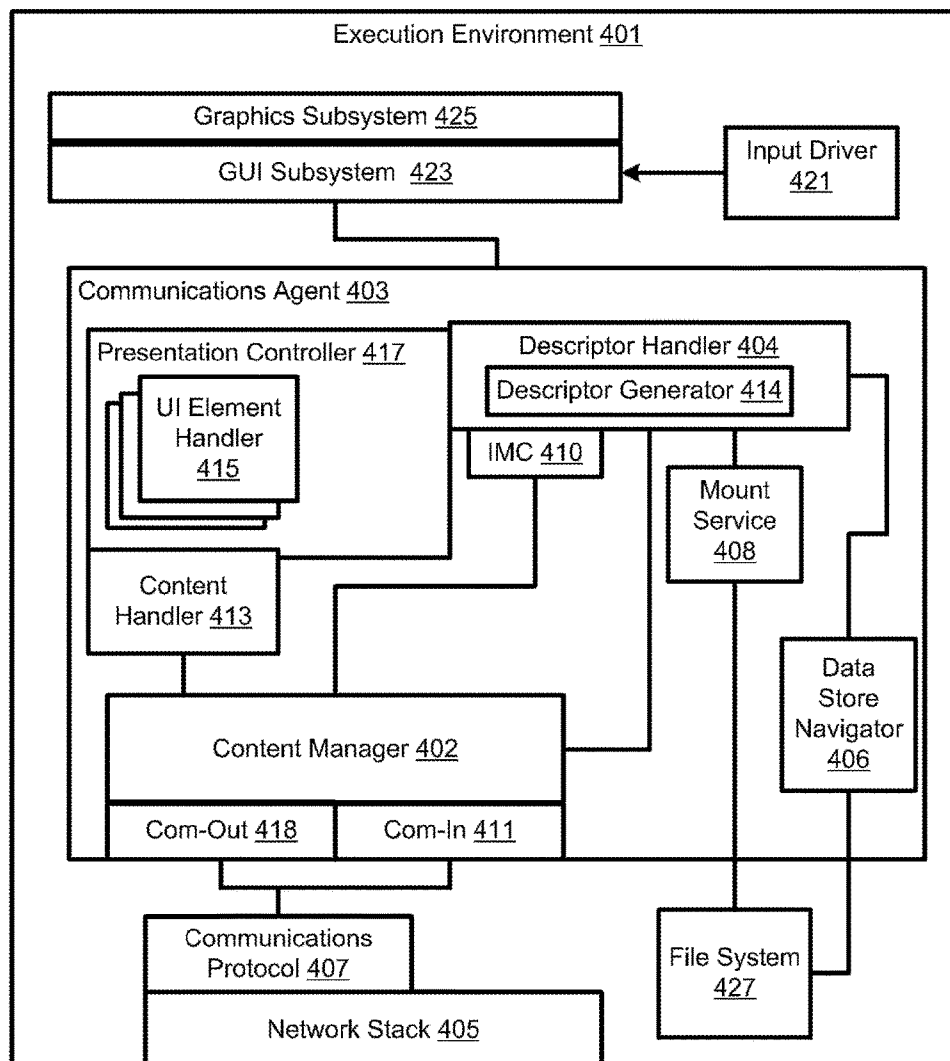 Execution Environment 401
Graphics Subsystem 425
GUI Subsystem 423
Input Driver
421
Communications Agent 403
Presentation Controller 417
UI Element
Handler
415
Descriptor Handler 404
Descriptor Generator 414
IMC 410
Mount
Service
408
Content
Handler 413
Data
Store
Navigator
406
Content Manager 402
Com-Out 418
Com-In 411
Communications
Protocol 407
Network Stack 405
File System
427